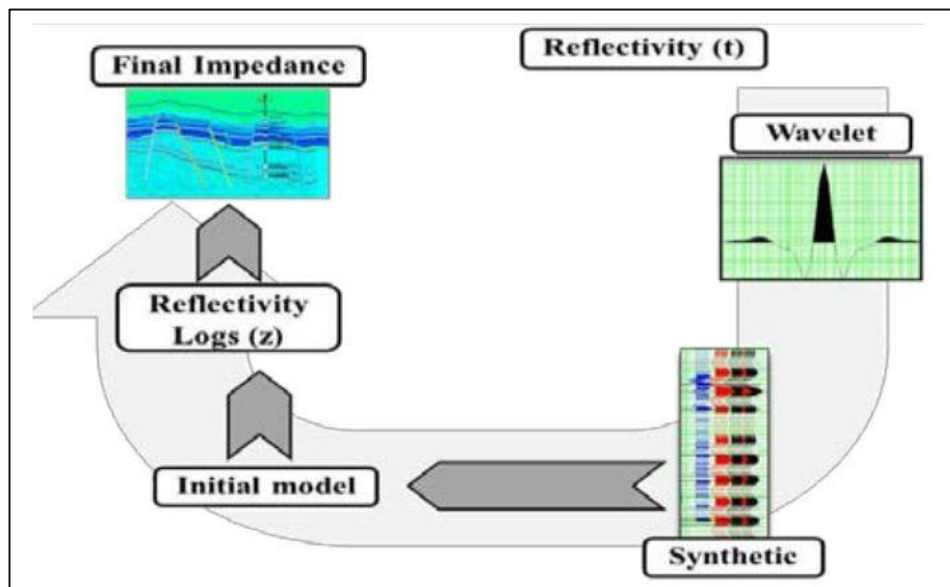 Reflectivity (t)
Final Impedance
Wavelet
Reflectivity
Logs (z)
Initial model
Synthetic